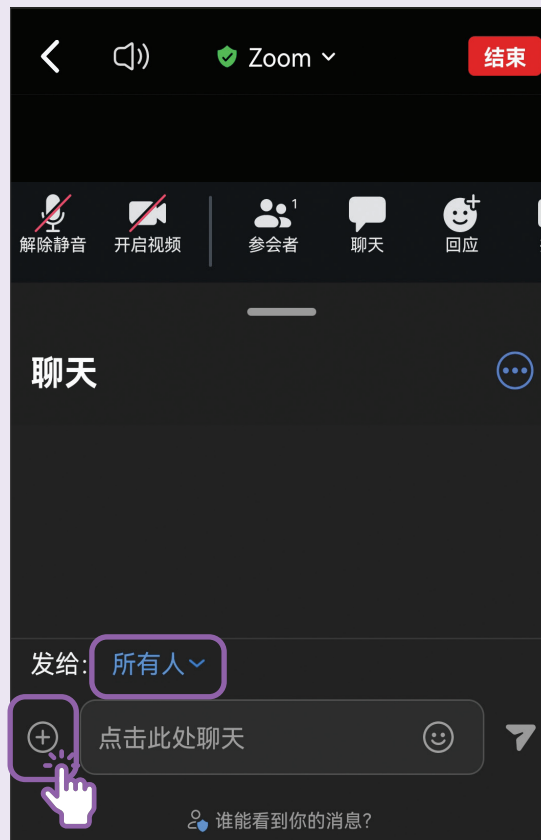 Zoom
结束
解除静音
开启视频
参会者
1
聊天
回应
聊天
发给:
所有人
点击此处聊天
谁能看到你的消息?